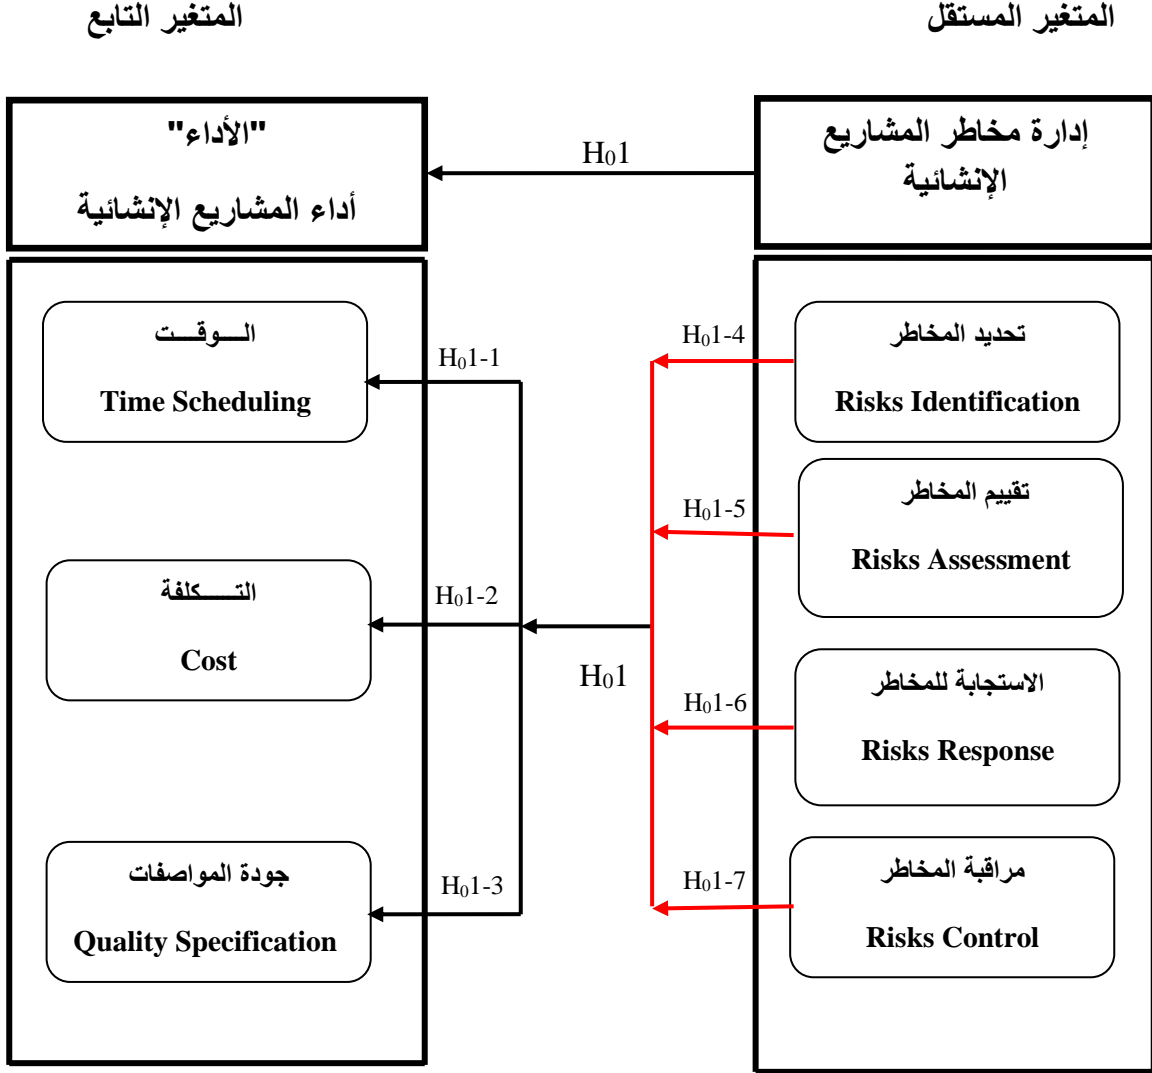 المتغير المستقل
المتغير التابع
إدارة مخاطر المشاريع
الإنشائية
H₀1
"الأداء"
أداء المشاريع الإنشائية
تحديد المخاطر
Risks Identification
H₀1-4
تقييم المخاطر
Risks Assessment
H₀1-5
الاستجابة للمخاطر
Risks Response
H₀1-6
مراقبة المخاطر
Risks Control
H₀1-7
H₀1
H₀1-1
الـــوقـــت
Time Scheduling
H₀1-2
التـــــكلفة
Cost
H₀1-3
جودة المواصفات
Quality Specification